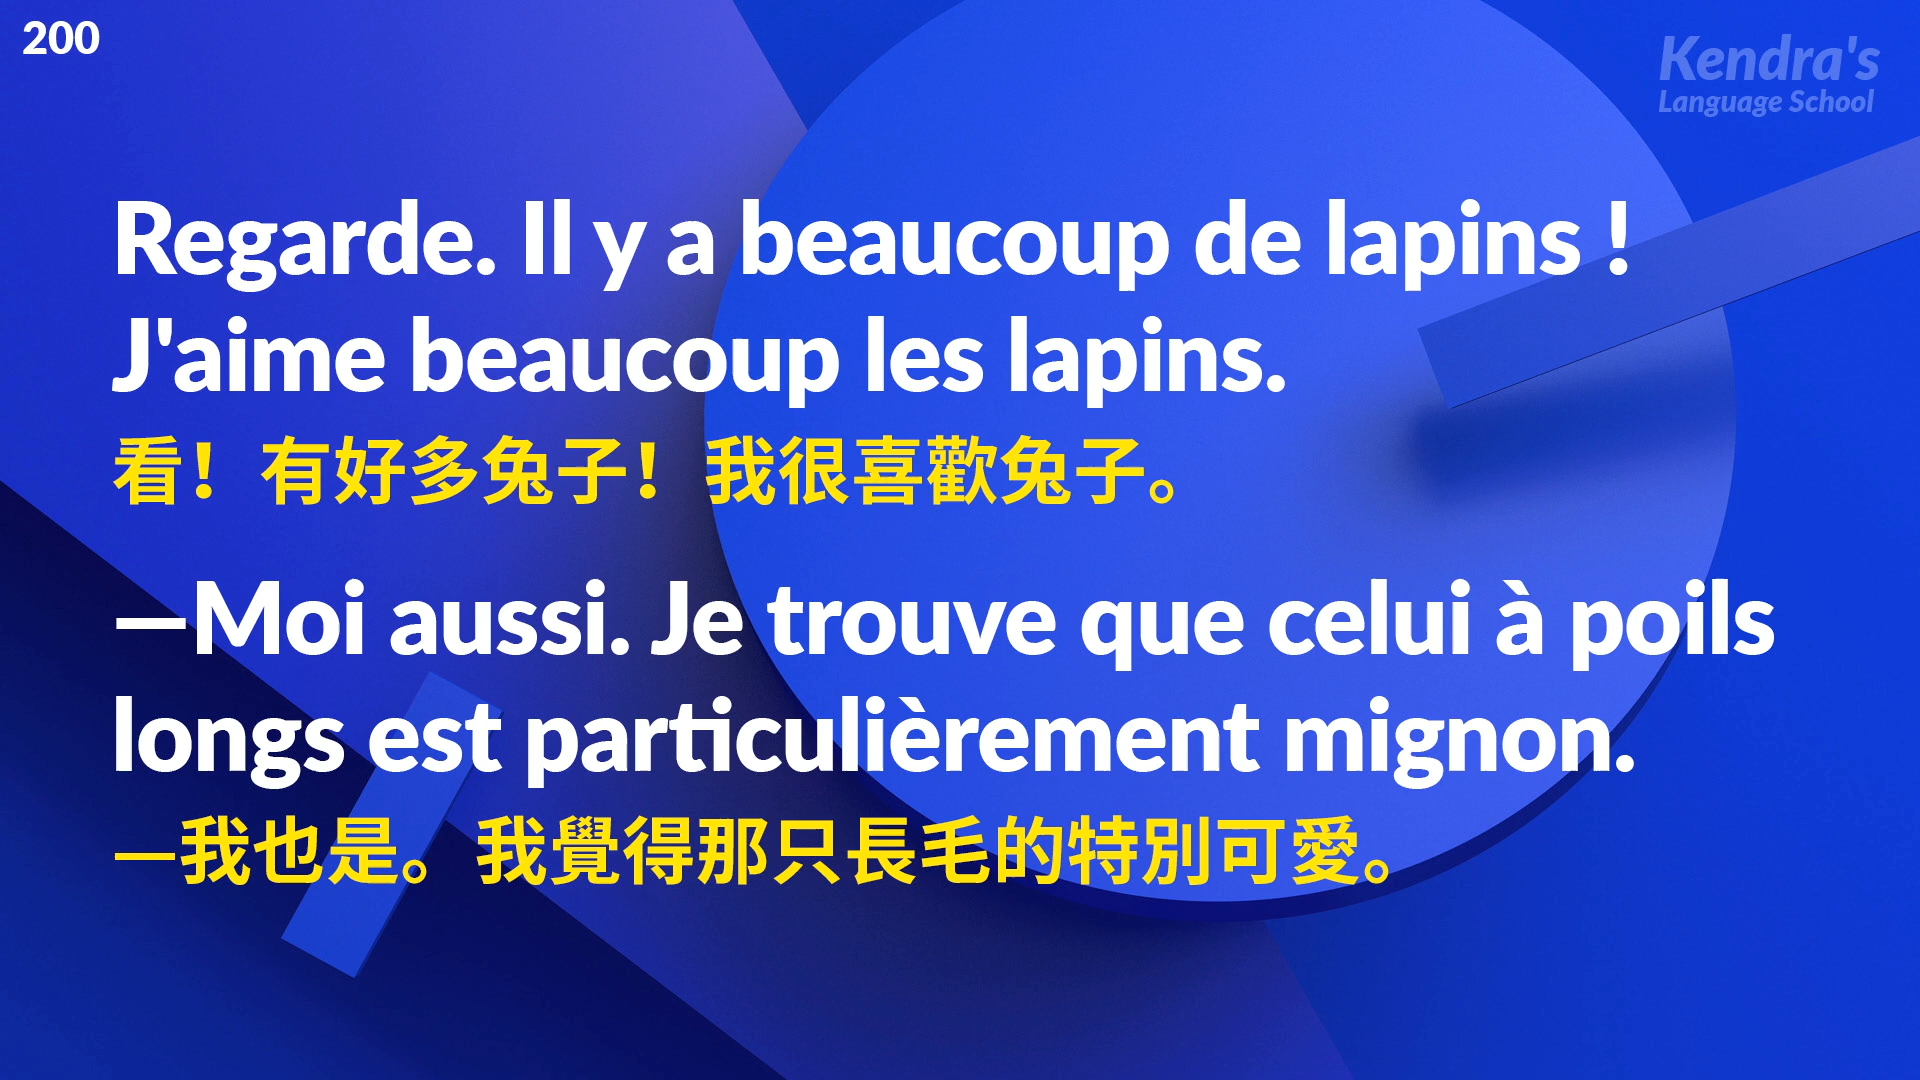 200
Kendra's
Language School
Regarde. Il y a beaucoup de lapins !
J'aime beaucoup les lapins.
看！有好多兔子！我很喜歡兔子。
—Moi aussi. Je trouve que celui à poils
longs est particulièrement mignon.
—我也是。我覺得那只長毛的特別可愛。